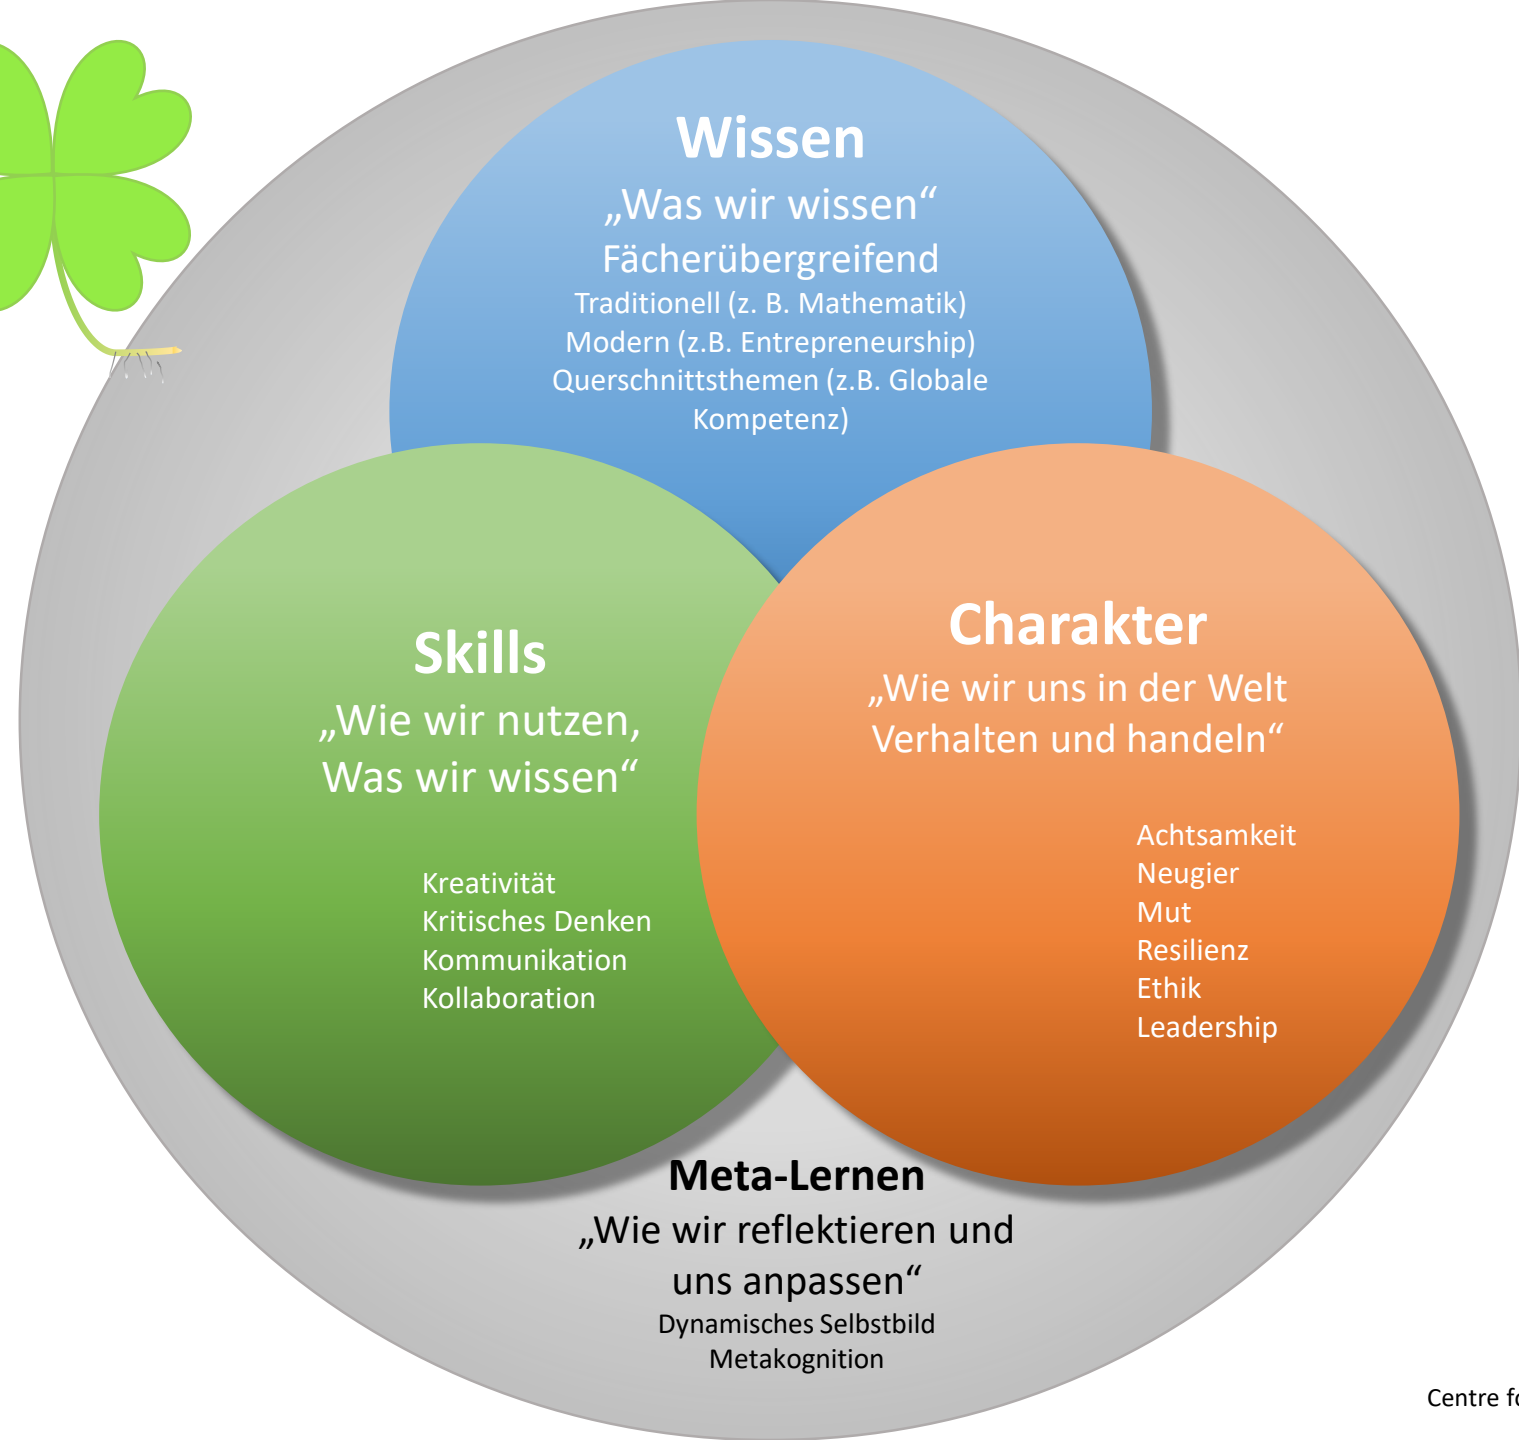 Wissen
„Was wir wissen“
Fächerübergreifend
Traditionell (z. B. Mathematik)
Modern (z.B. Entrepreneurship)
Querschnittsthemen (z.B. Globale
Kompetenz)
Skills
„Wie wir nutzen,
Was wir wissen“
Kreativität
Kritisches Denken
Kommunikation
Kollaboration
Charakter
„Wie wir uns in der Welt
Verhalten und handeln“
Achtsamkeit
Neugier
Mut
Resilienz
Ethik
Leadership
Meta-Lernen
„Wie wir reflektieren und
uns anpassen“
Dynamisches Selbstbild
Metakognition
Centre